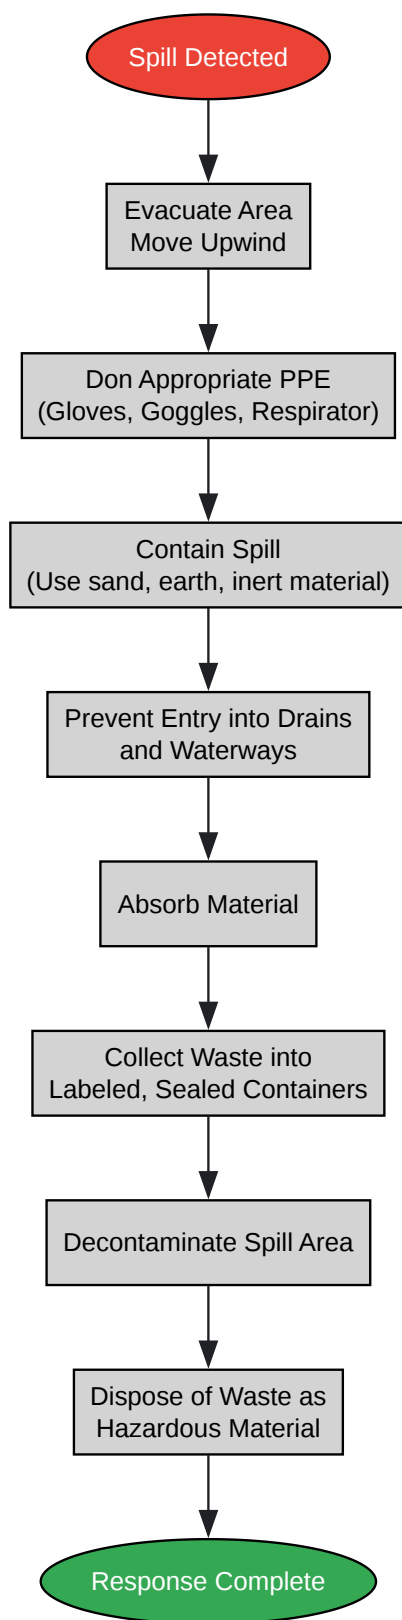 Spill Detected
Evacuate Area
Move Upwind
Don Appropriate PPE
(Gloves, Goggles, Respirator)
Contain Spill
(Use sand, earth, inert material)
Prevent Entry into Drains
and Waterways
Absorb Material
Collect Waste into
Labeled, Sealed Containers
Decontaminate Spill Area
Dispose of Waste as
Hazardous Material
Response Complete